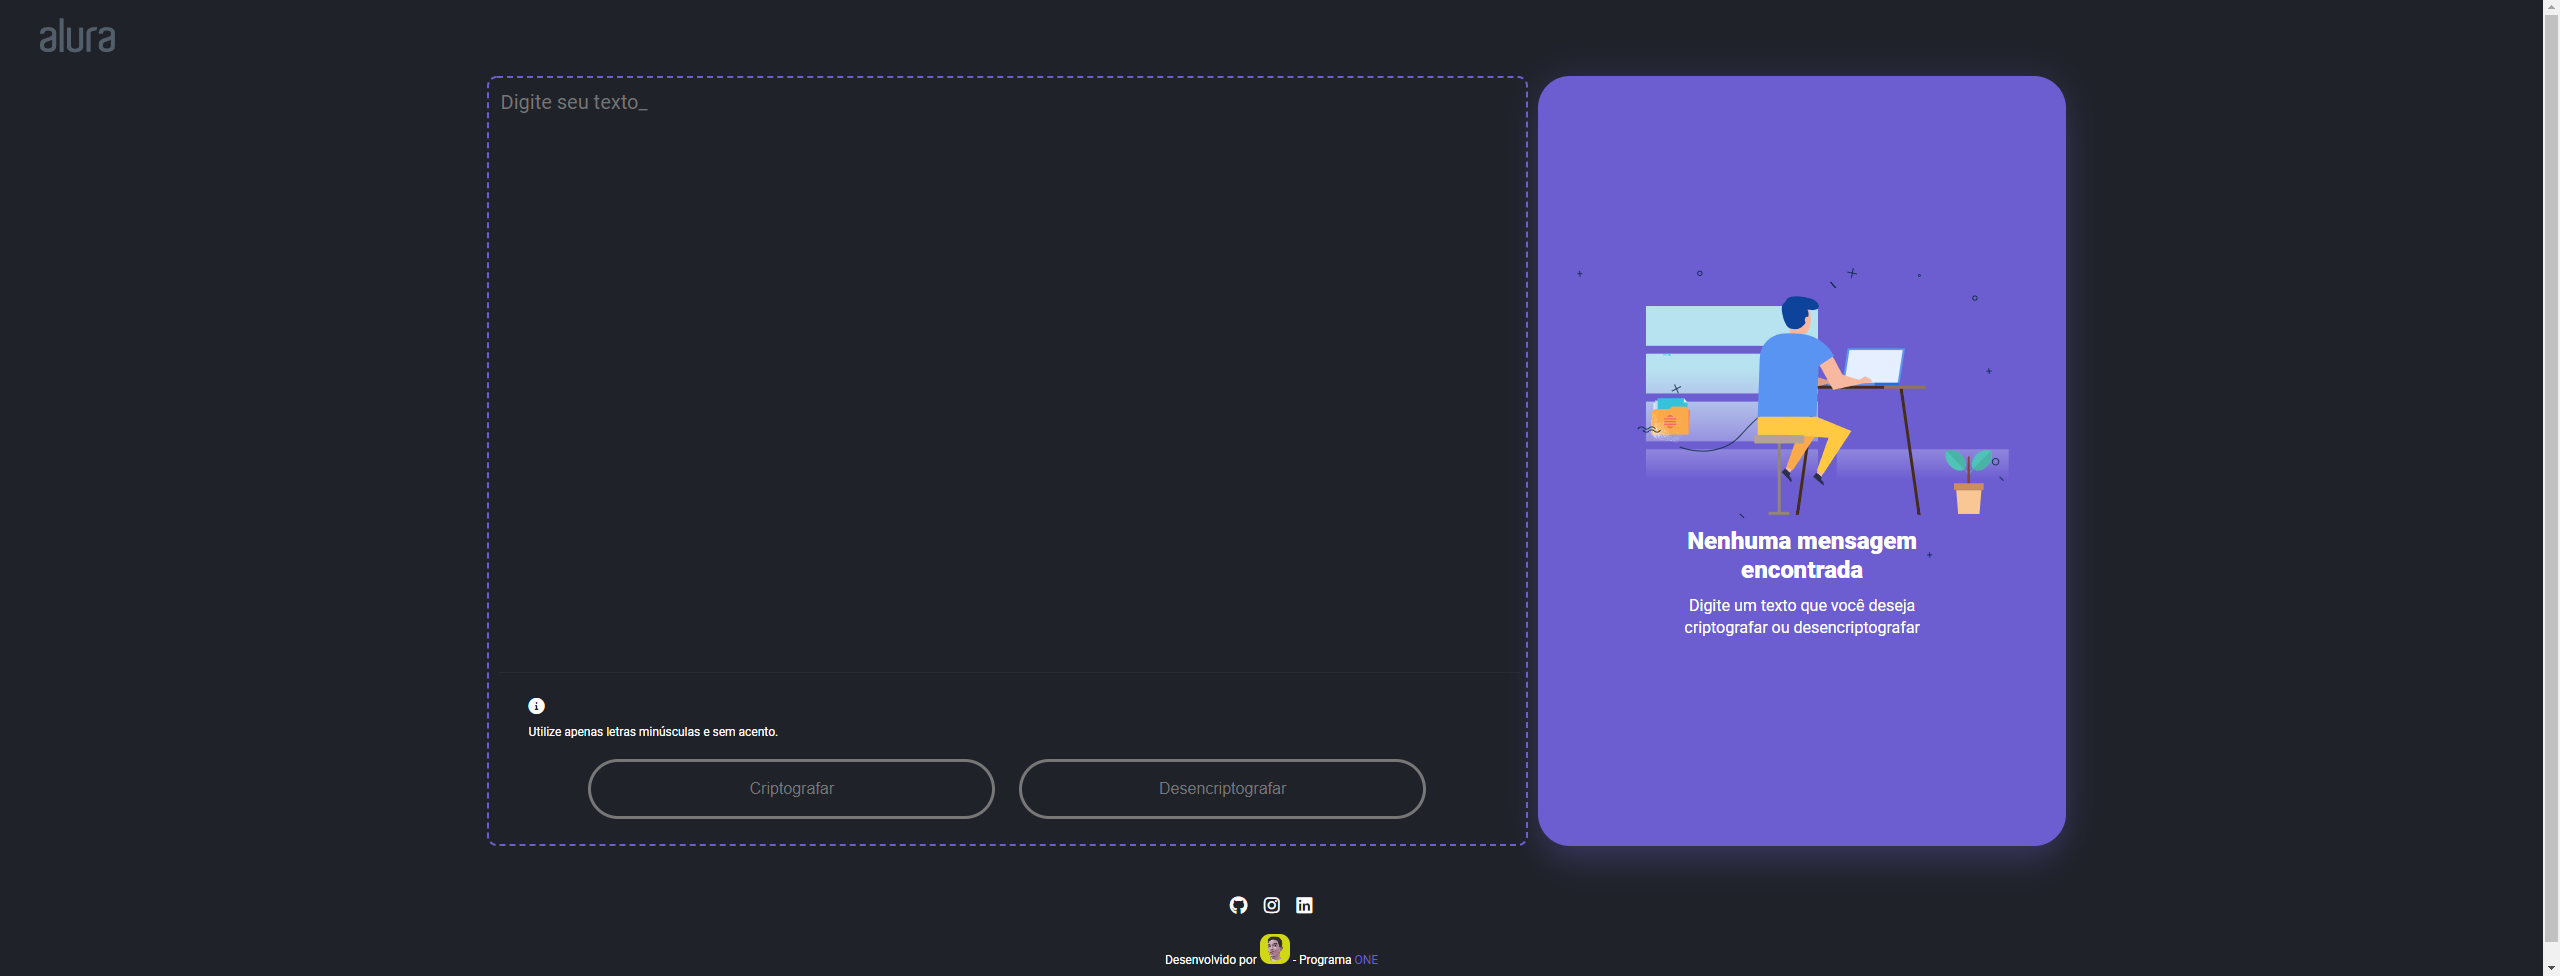 alura
Digite seu texto_
Nenhuma mensagem
encontrada
Digite um texto que você deseja
criptografar ou desencriptografar
Utilize apenas letras minúsculas e sem acento.
Criptografar
Desencriptografar
Desenvolvido por - Programa ONE